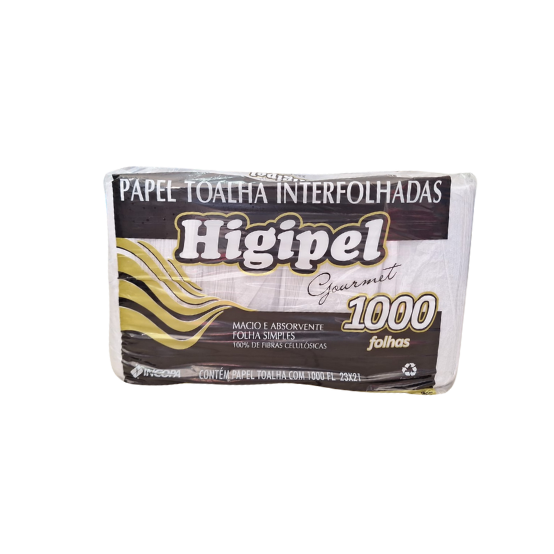 PAPEL TOALHA INTERFOLHADAS
Higipel
Gourmet
1000
folhas
MACIO E ABSORVENTE
FOLHA SIMPLES
100% DE FIBRAS CELULÓSICAS
INCOPA
CONTÉM PAPEL TOALHA COM 1000 FL 23X21